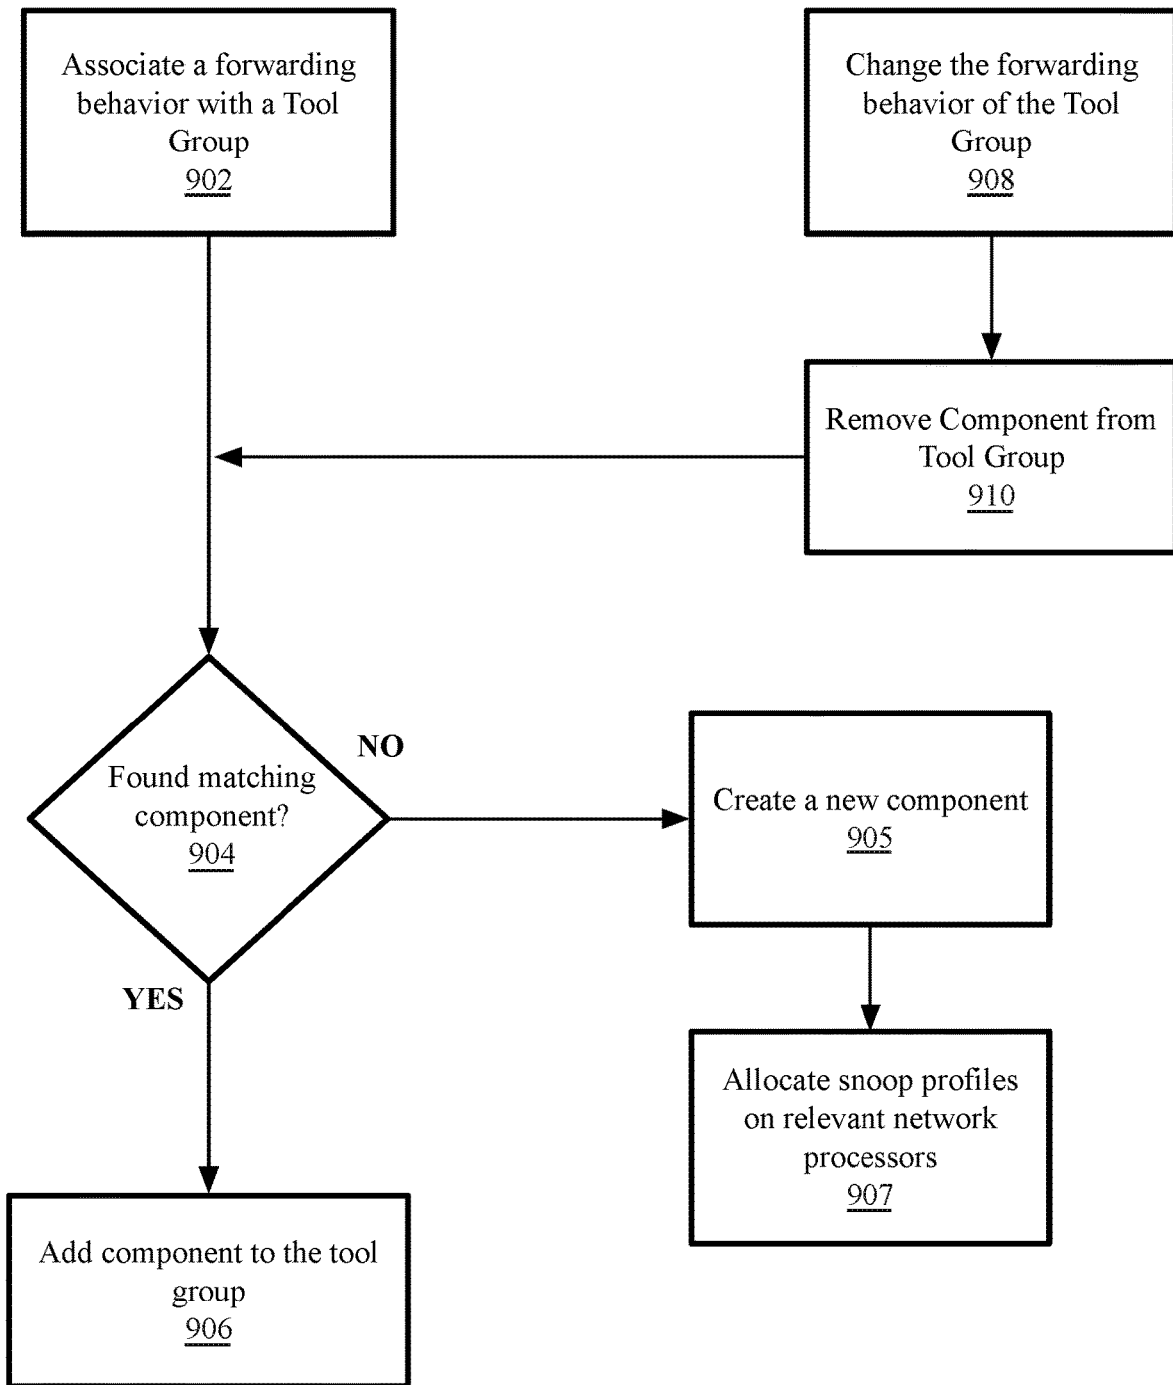 Associate a forwarding
behavior with a Tool
Group
902
Change the forwarding
behavior of the Tool
Group
908
Remove Component from
Tool Group
910
Found matching
component?
904
NO
YES
Create a new component
905
Allocate snoop profiles
on relevant network
processors
907
Add component to the tool
group
906